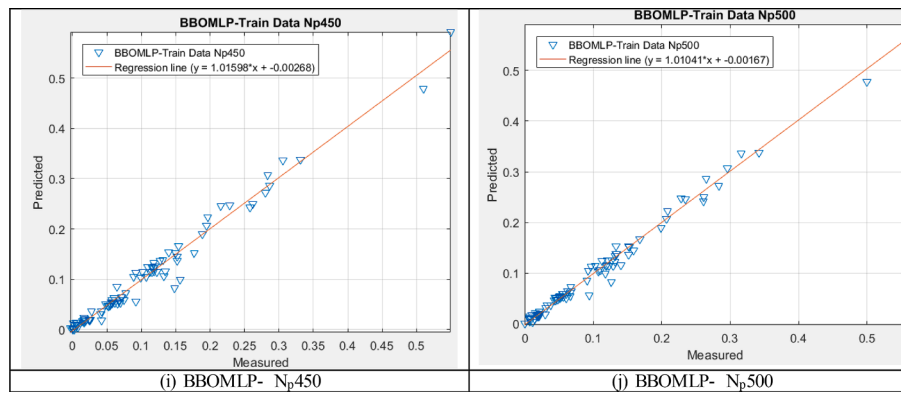 BBOMLP-Train Data Np450
BBOMLP-Train Data Np450
Regression line (y = 1.01598*x + -0.00268)
0.5
0.4
0.3
0.2
0.1
0
Predicted
0 0.05 0.1 0.15 0.2 0.25 0.3 0.35 0.4 0.45 0.5
Measured
(i) BBOMLP- Np450
BBOMLP-Train Data Np500
BBOMLP-Train Data Np500
Regression line (y = 1.01041*x + -0.00167)
0.5
0.4
0.3
0.2
0.1
0
Predicted
0 0.1 0.2 0.3 0.4 0.5
Measured
(j) BBOMLP- Np500